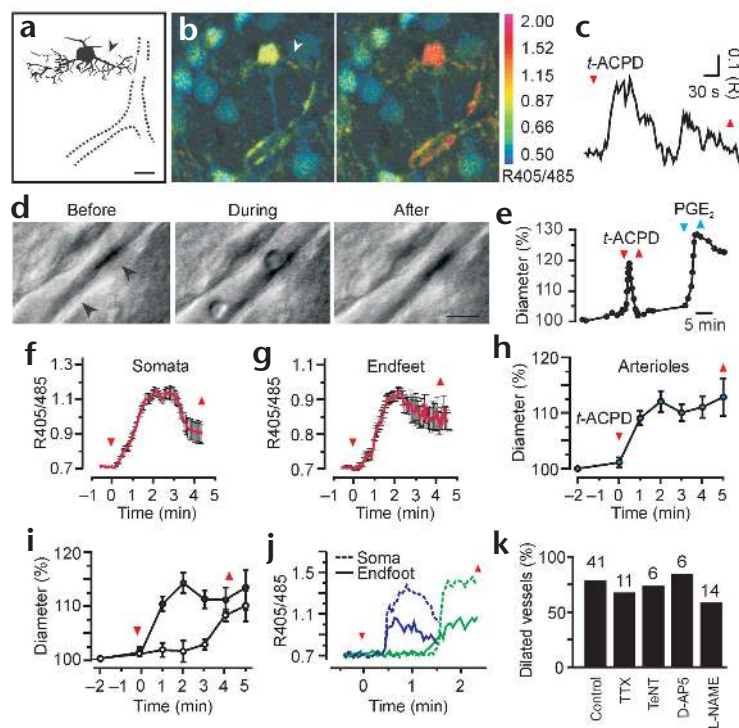 a
b
2.00
1.52
1.15
0.87
0.66
0.50
R405/485
c
t-ACPD
0.1 (R)
30 s
d
Before
During
After
e
PGE2
t-ACPD
Diameter (%)
130
120
110
100
5 min
f
Somata
R405/485
1.3
1.1
0.9
0.7
–1 0 1 2 3 4 5
Time (min)
g
Endfeet
R405/485
1.1
0.9
0.7
–1 0 1 2 3 4 5
Time (min)
h
Arterioles
Diameter (%)
120
110
100
t-ACPD
–2 –1 0 1 2 3 4 5
Time (min)
i
Diameter (%)
120
110
100
–2 –1 0 1 2 3 4 5
Time (min)
j
Soma
Endfoot
R405/485
1.5
1.1
0.7
0 1 2
Time (min)
k
Dilated vessels (%)
100
75
50
25
0
41
11
6
6
14
Control
TTX
TeNT
D-AP5
L-NAME